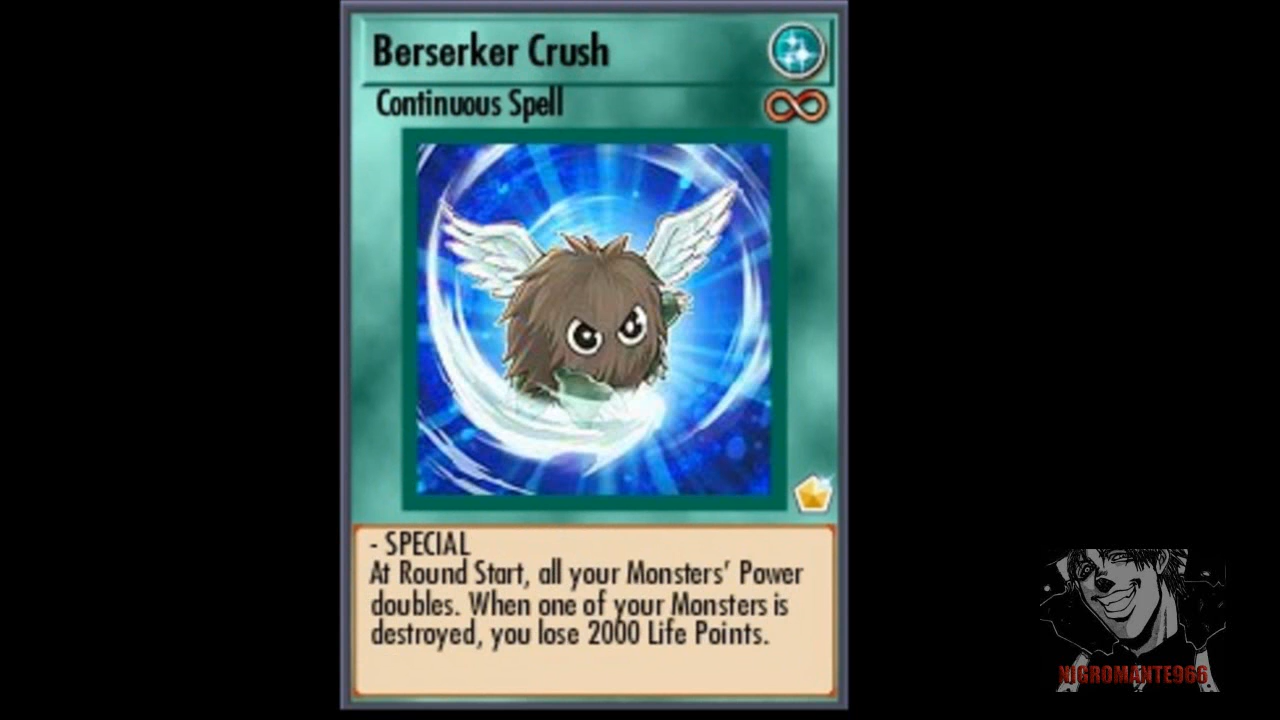 Berserker Crush
Continuous Spell
- SPECIAL
At Round Start, all your Monsters' Power
doubles. When one of your Monsters is
destroyed, you lose 2000 Life Points.
NIGROMANTE966